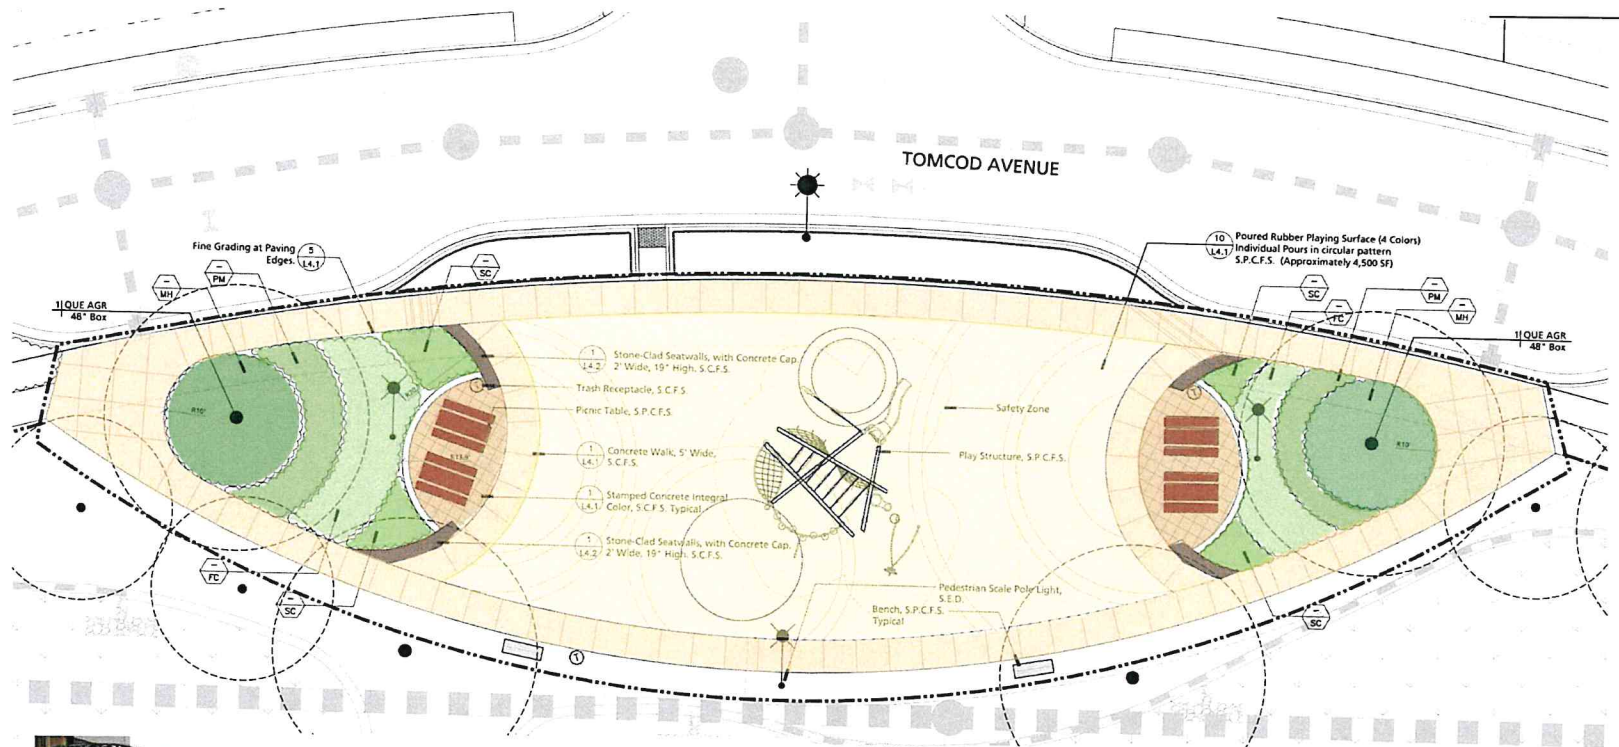 TOMCOD AVENUE
Fine Grading at Paving
Edges.
5
L4.1
10
L4.1
Poured Rubber Playing Surface (4 Colors)
Individual Pours in circular pattern
S.P.C.F.S. (Approximately 4,500 SF)
PM
MH
SC
1 QUE AGR
48" Box
SC
FC
PM
MH
1 QUE AGR
48" Box
1
L4.2
Stone-Clad Seatwalls, with Concrete Cap,
2' Wide, 19" High. S.C.F.S.
Trash Receptacle, S.C.F.S.
Picnic Table, S.P.C.F.S.
1
L4.1
Concrete Walk, 5' Wide,
S.C.F.S.
1
L4.1
Stamped Concrete Integral
Color, S.C.F.S. Typical.
1
L4.2
Stone-Clad Seatwalls, with Concrete Cap,
2' Wide, 19" High. S.C.F.S.
Safety Zone
Play Structure, S.P.C.F.S.
R10'
R10'
T
T
FC
SC
Pedestrian Scale Pole Light,
S.E.D.
Bench, S.P.C.F.S.
Typical
SC
T